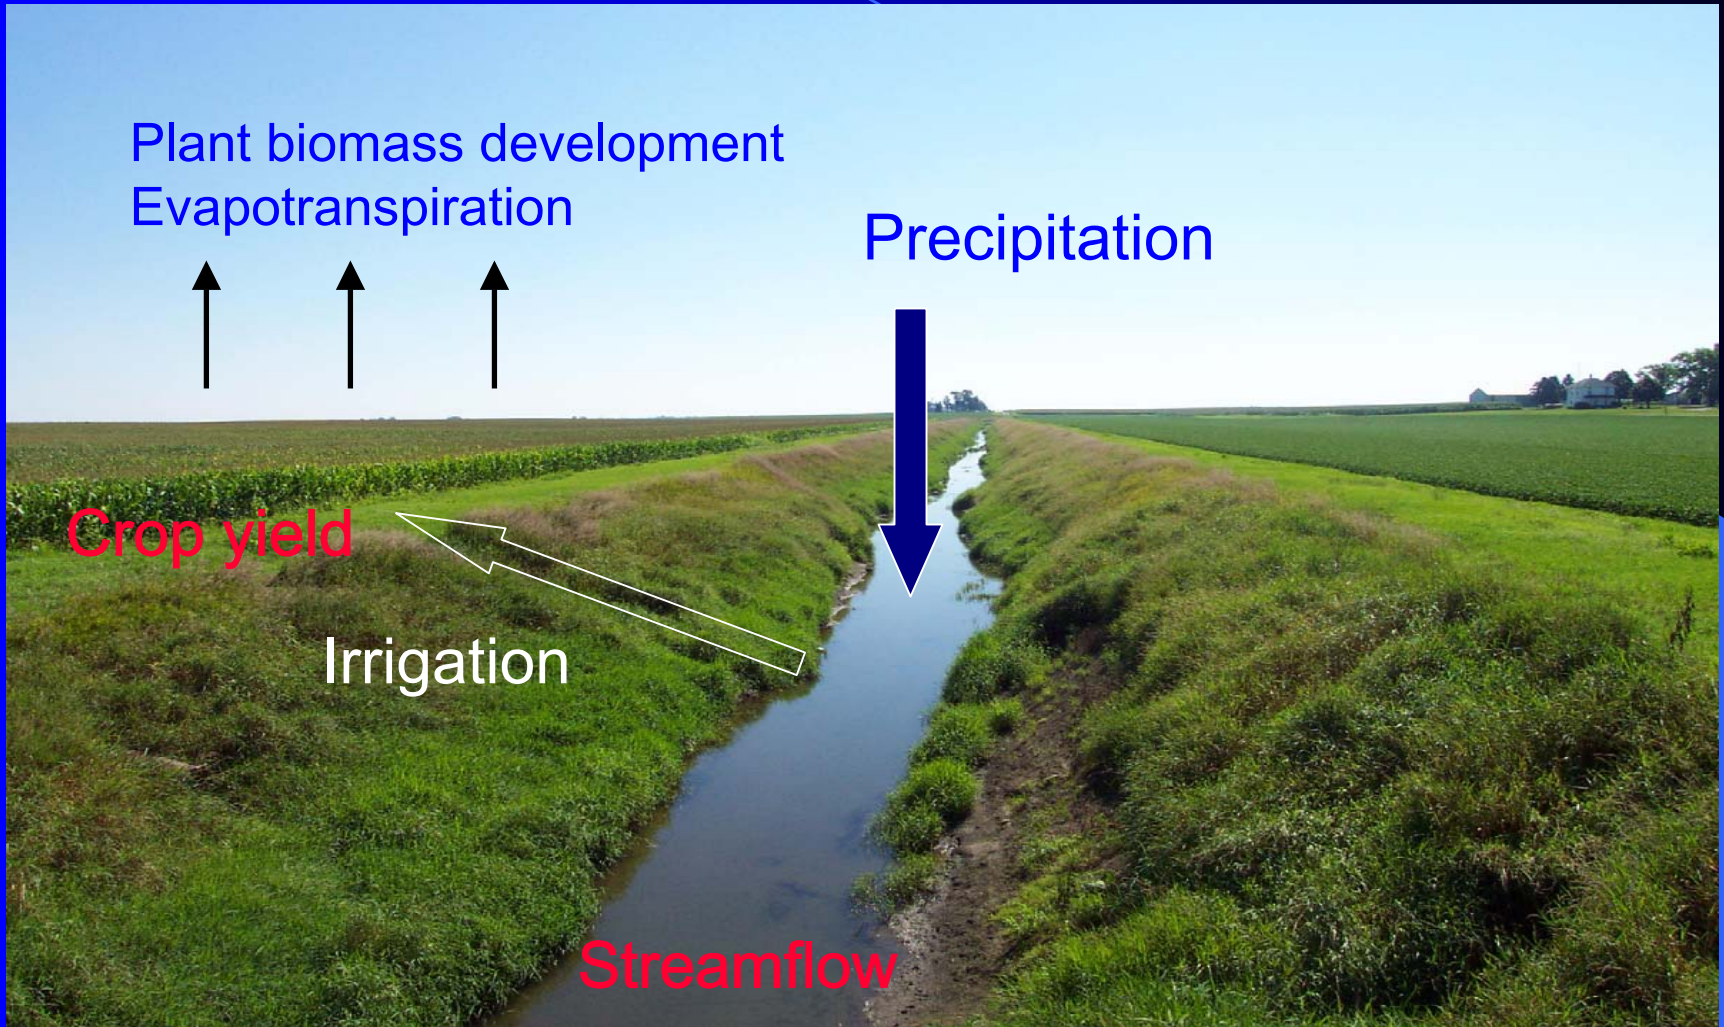 Plant biomass development
Evapotranspiration
Precipitation
Crop yield
Irrigation
Streamflow